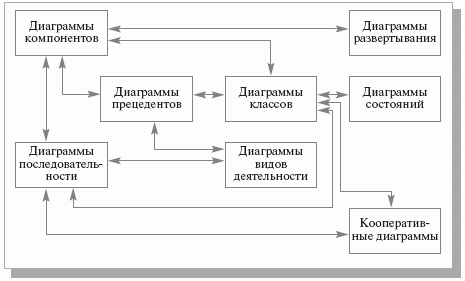 Диаграммы
компонентов
Диаграммы
развертывания
Диаграммы
прецедентов
Диаграммы
классов
Диаграммы
состояний
Диаграммы
последователь-
ности
Диаграммы
видов
деятельности
Кооператив-
ные диаграммы